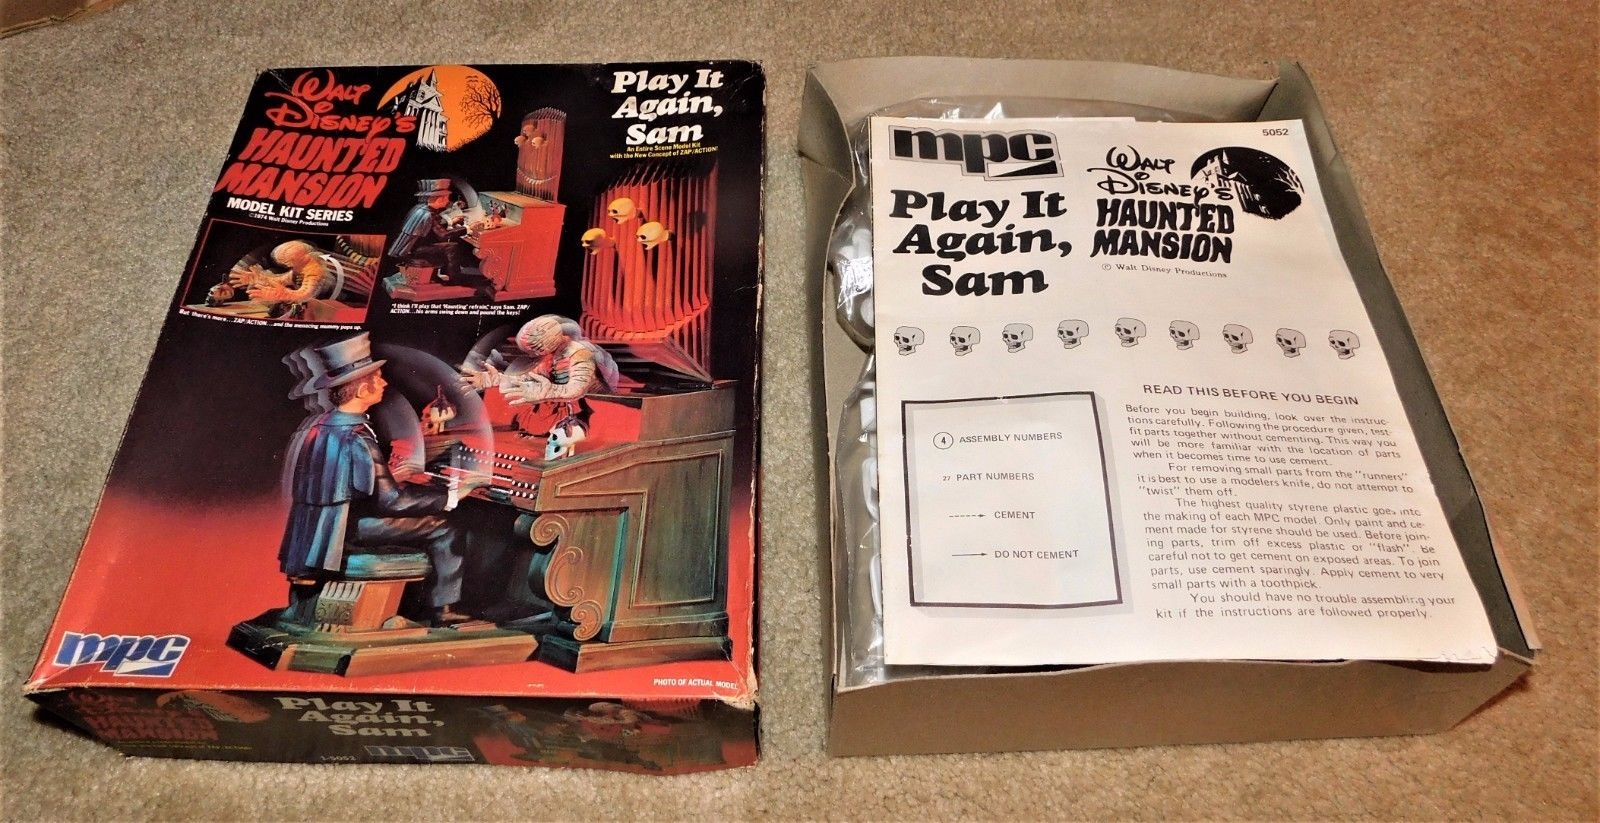 Walt
Disney's
HAUNTED
MANSION
MODEL KIT SERIES
©1974 Walt Disney Productions
Play It
Again,
Sam
An Entire Scene Model Kit
with the New Concept of ZAP/ACTION!
"I think I'll play that 'Haunting' refrain," says Sam. ZAP/
ACTION...his arms swing down and pound the keys!
But there's more...ZAP/ACTION...and the menacing mummy pops up.
mpc
PHOTO OF ACTUAL MODEL
HAUNTED
MANSION
Play It
Again,
Sam
1-5052
mpc
mpc
5052
Play It
Again,
Sam
Walt
Disney's
HAUNTED
MANSION
© Walt Disney Productions
4 ASSEMBLY NUMBERS
27 PART NUMBERS
CEMENT
DO NOT CEMENT
READ THIS BEFORE YOU BEGIN
Before you begin building, look over the instruc-
tions carefully. Following the procedure given, test-
fit parts together without cementing. This way you
will be more familiar with the location of parts
when it becomes time to use cement.
For removing small parts from the "runners"
it is best to use a modelers knife, do not attempt to
"twist" them off.
The highest quality styrene plastic goes into
the making of each MPC model. Only paint and ce-
ment made for styrene should be used. Before join-
ing parts, trim off excess plastic or "flash". be
careful not to get cement on exposed areas. To join
parts, use cement sparingly. Apply cement to very
small parts with a toothpick.
You should have no trouble assembling your
kit if the instructions are followed properly.